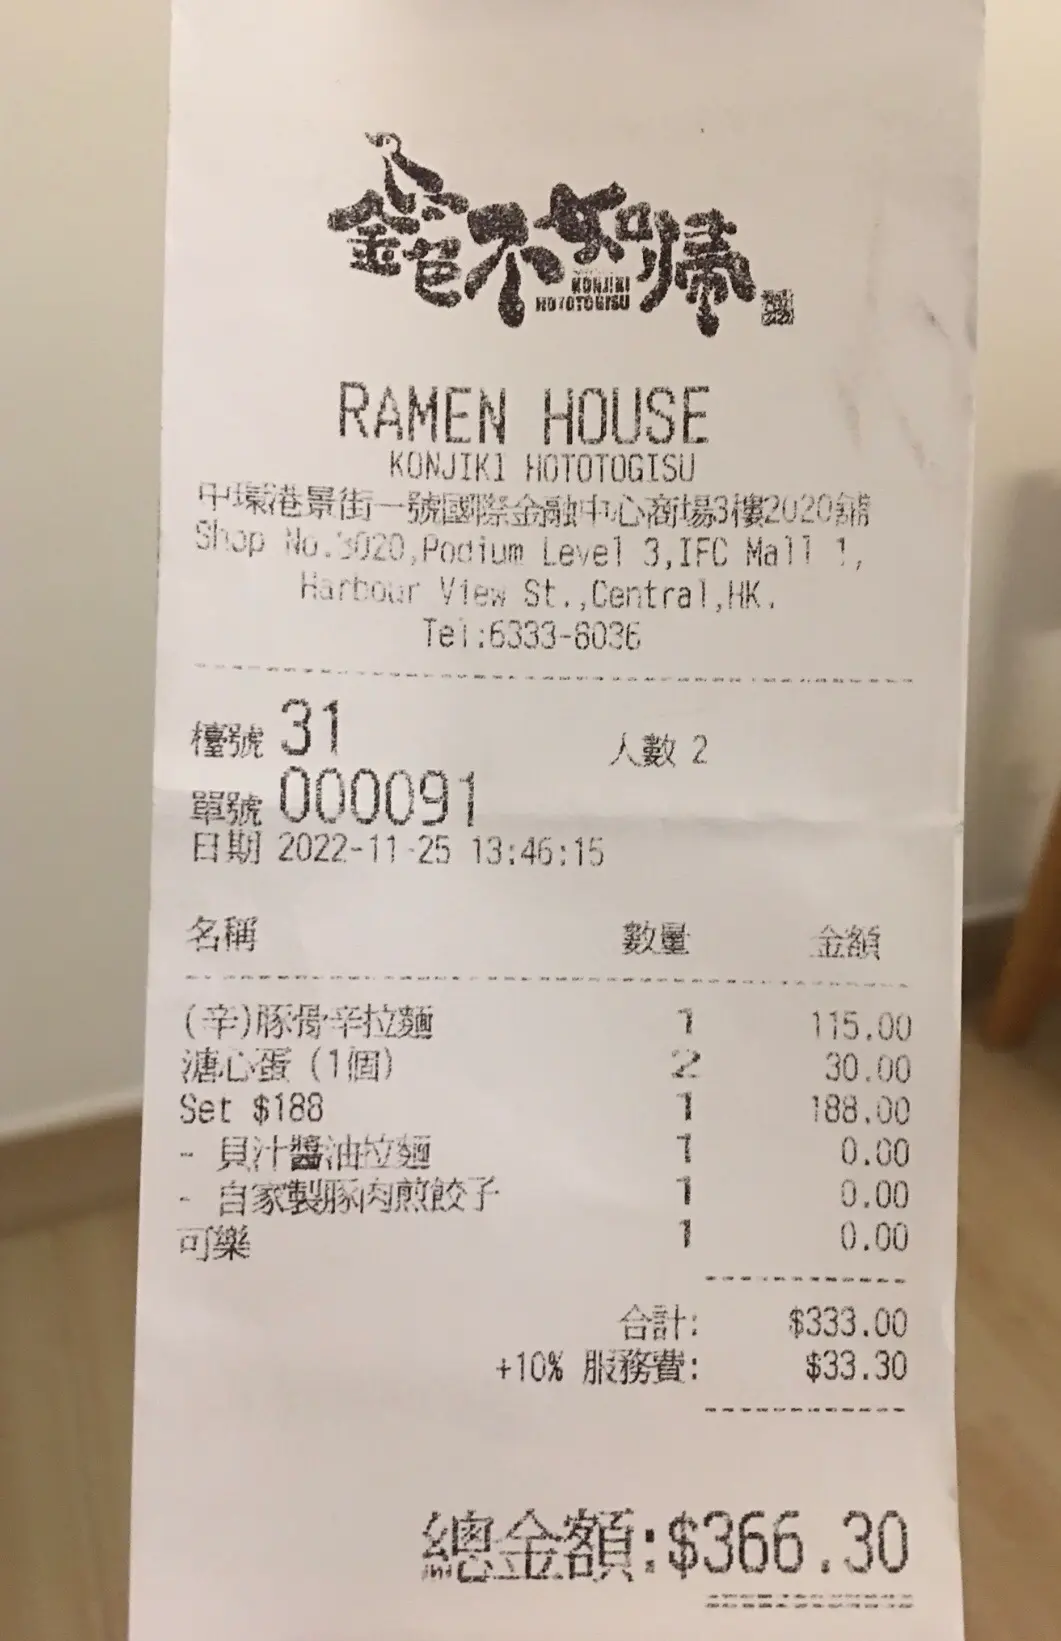 金色不如帰
KONJIKI
HOTOTOGISU
RAMEN HOUSE
KONJIKI HOTOTOGISU
中環港景街一號國際金融中心商場3樓2020舖
Shop No.3020,Podium Level 3,IFC Mall 1,
Harbour View St.,Central,HK.
Tel:6333-8036
檯號 31 人數 2
單號 000091
日期 2022-11-25 13:46:15
名稱 數量 金額
(辛)豚骨辛拉麵 1 115.00
溏心蛋 (1個) 2 30.00
Set $188 1 188.00
- 貝汁醬油拉麵 1 0.00
- 自家製豚肉煎餃子 1 0.00
可樂 1 0.00
合計: $333.00
+10% 服務費: $33.30
總金額:$366.30